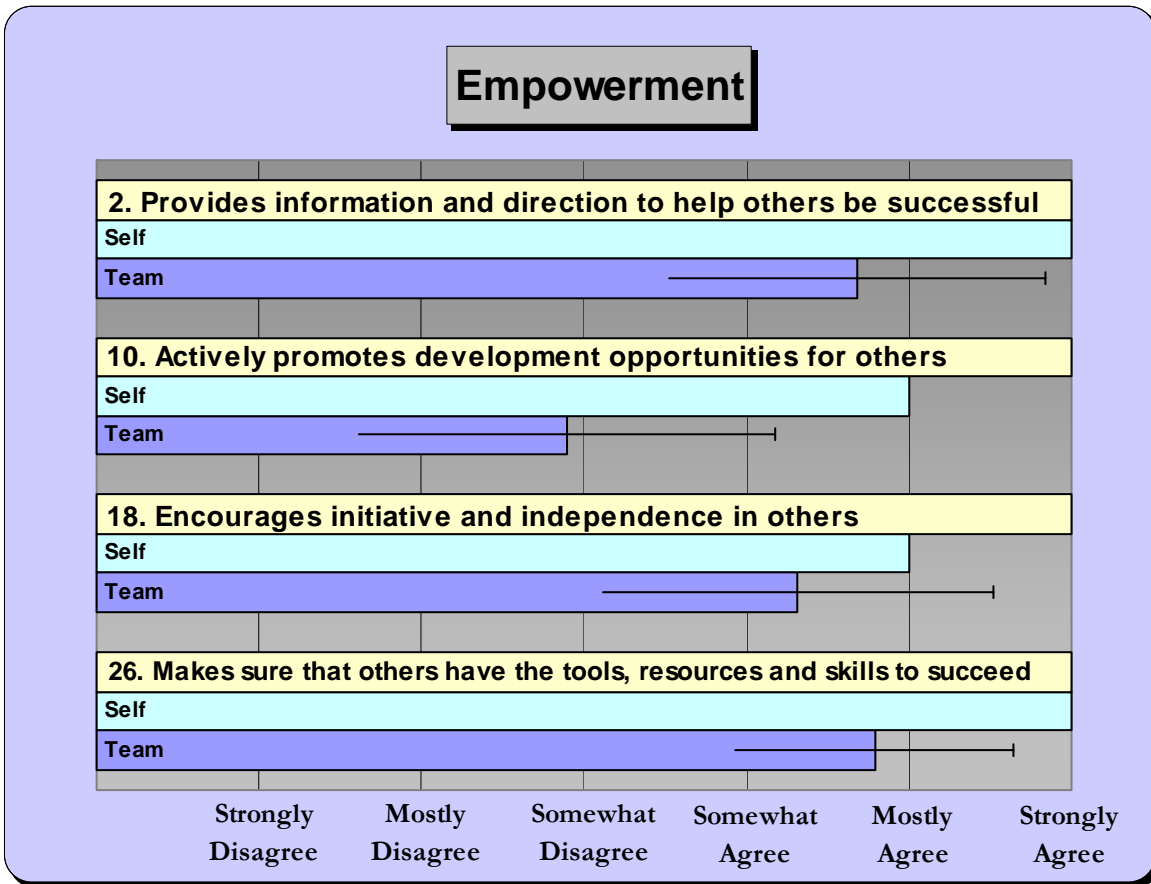 Empowerment
2. Provides information and direction to help others be successful
Self
Team
10. Actively promotes development opportunities for others
Self
Team
18. Encourages initiative and independence in others
Self
Team
26. Makes sure that others have the tools, resources and skills to succeed
Self
Team
Strongly Disagree
Mostly Disagree
Somewhat Disagree
Somewhat Agree
Mostly Agree
Strongly Agree